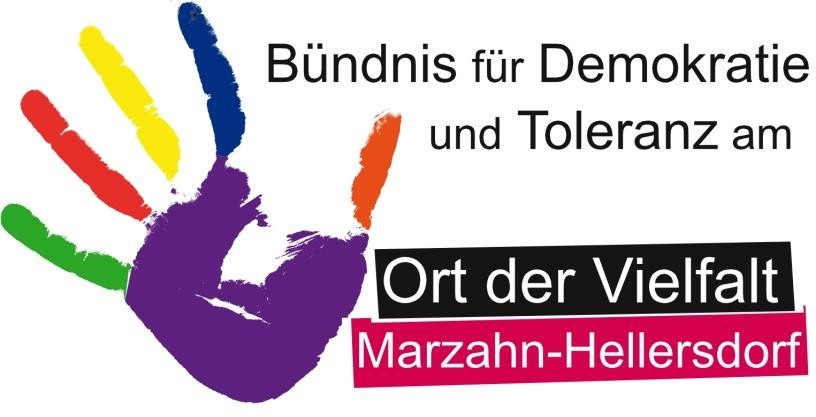 Bündnis für Demokratie
und Toleranz am
Ort der Vielfalt
Marzahn-Hellersdorf